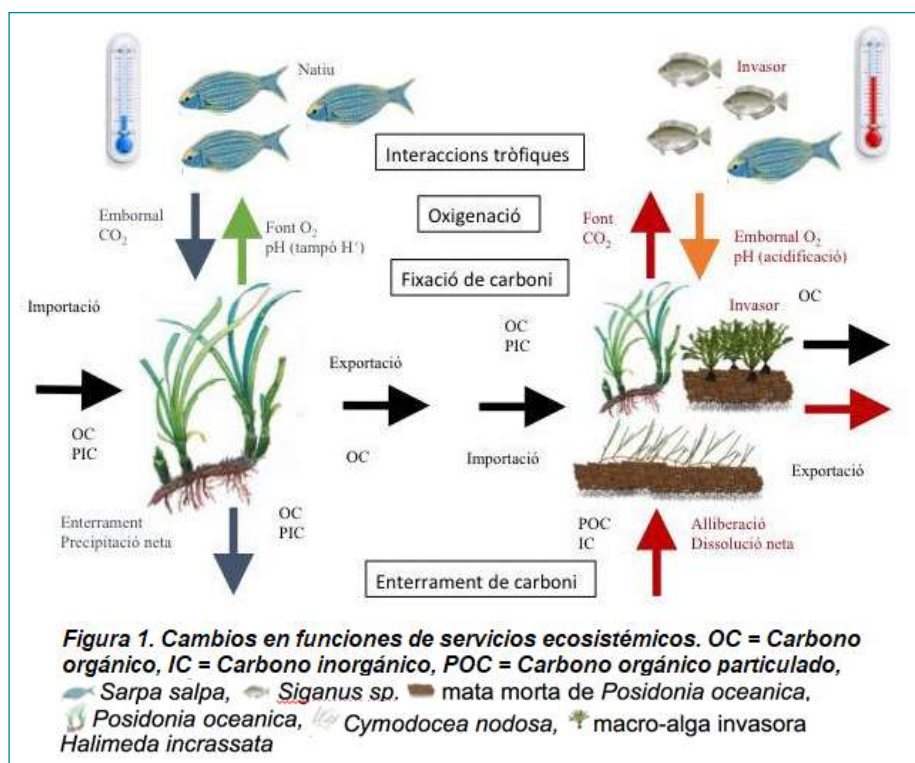 Natiu
Invasor
Interaccions tròfiques
Embornal
CO₂
Font O₂
pH (tampó H⁺)
Oxigenació
Font
CO₂
Embornal O₂
pH (acidificació)
Fixació de carboni
Importació
OC
PIC
Invasor
OC
Exportació
OC
PIC
OC
Importació
Exportació
Enterrament
Precipitació neta
OC
PIC
POC
IC
Alliberació
Dissolució neta
Enterrament de carboni
Figura 1. Cambios en funciones de servicios ecosistémicos. OC = Carbono
orgánico, IC = Carbono inorgánico, POC = Carbono orgánico particulado,
Sarpa salpa, Siganus sp. mata morta de Posidonia oceanica,
Posidonia oceanica, Cymodocea nodosa, macro-alga invasora
Halimeda incrassata